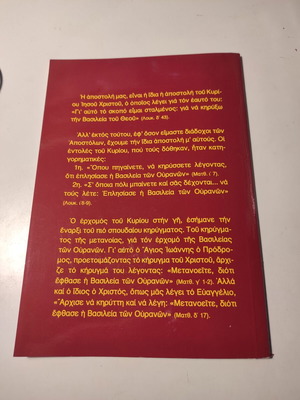 Ἡ ἀποστολή μας, εἶναι ἡ ἴδια ἡ ἀποστολή τοῦ Κυρί-
ου Ἰησοῦ Χριστοῦ, ὁ ὁποῖος λέγει γιά τόν ἑαυτό του:
«Γι' αὐτό τό σκοπό εἶμαι σταλμένος: γιά νά κηρύξω
τήν Βασιλεία τοῦ Θεοῦ» (Λουκ. δ' 43).
Ἀλλ' ἐκτός τούτου, ἐφ' ὅσον εἴμαστε διάδοχοι τῶν
Ἀποστόλων, ἔχουμε τήν ἴδια ἀποστολή μ' αὐτούς. Οἱ
ἐντολές τοῦ Κυρίου, πού τούς δόθηκαν, ἦταν κατη-
γορηματικές:
1η. «Ὅπου πηγαίνετε, νά κηρύσσετε λέγοντας,
ὅτι ἐπλησίασε ἡ Βασιλεία τῶν Οὐρανῶν» (Ματθ. ι' 7).
2η. «Σ' ὅποια πόλι μπαίνετε καί σᾶς δέχονται... νά
τούς λέτε: Ἐπλησίασε ἡ Βασιλεία τῶν Οὐρανῶν»
(Λουκ. ι 8-9).
Ὁ ἐρχομός τοῦ Κυρίου στήν γῆ, ἐσήμανε τήν
ἔναρξι τοῦ πιό σπουδαίου κηρύγματος. Τοῦ κηρύγμα-
τος τῆς μετανοίας, γιά τόν ἐρχομό τῆς Βασιλείας
τῶν Οὐρανῶν. Γι' αὐτό ὁ Ἅγιος Ἰωάννης ὁ Πρόδρο-
μος, προετοιμάζοντας τό κήρυγμα τοῦ Χριστοῦ, ἄρχι-
ζε τό κήρυγμά του λέγοντας: «Μετανοεῖτε, διότι
ἔφθασε ἡ Βασιλεία τῶν Οὐρανῶν» (Ματθ. γ' 1-2). Ἀλλά
καί ὁ ἴδιος ὁ Χριστός, ὅπως μᾶς λέγει τό Εὐαγγέλιο,
«Ἄρχισε νά κηρύττη καί νά λέγη: «Μετανοεῖτε, διότι
ἔφθασε ἡ Βασιλεία τῶν Οὐρανῶν» (Ματθ. δ' 17).